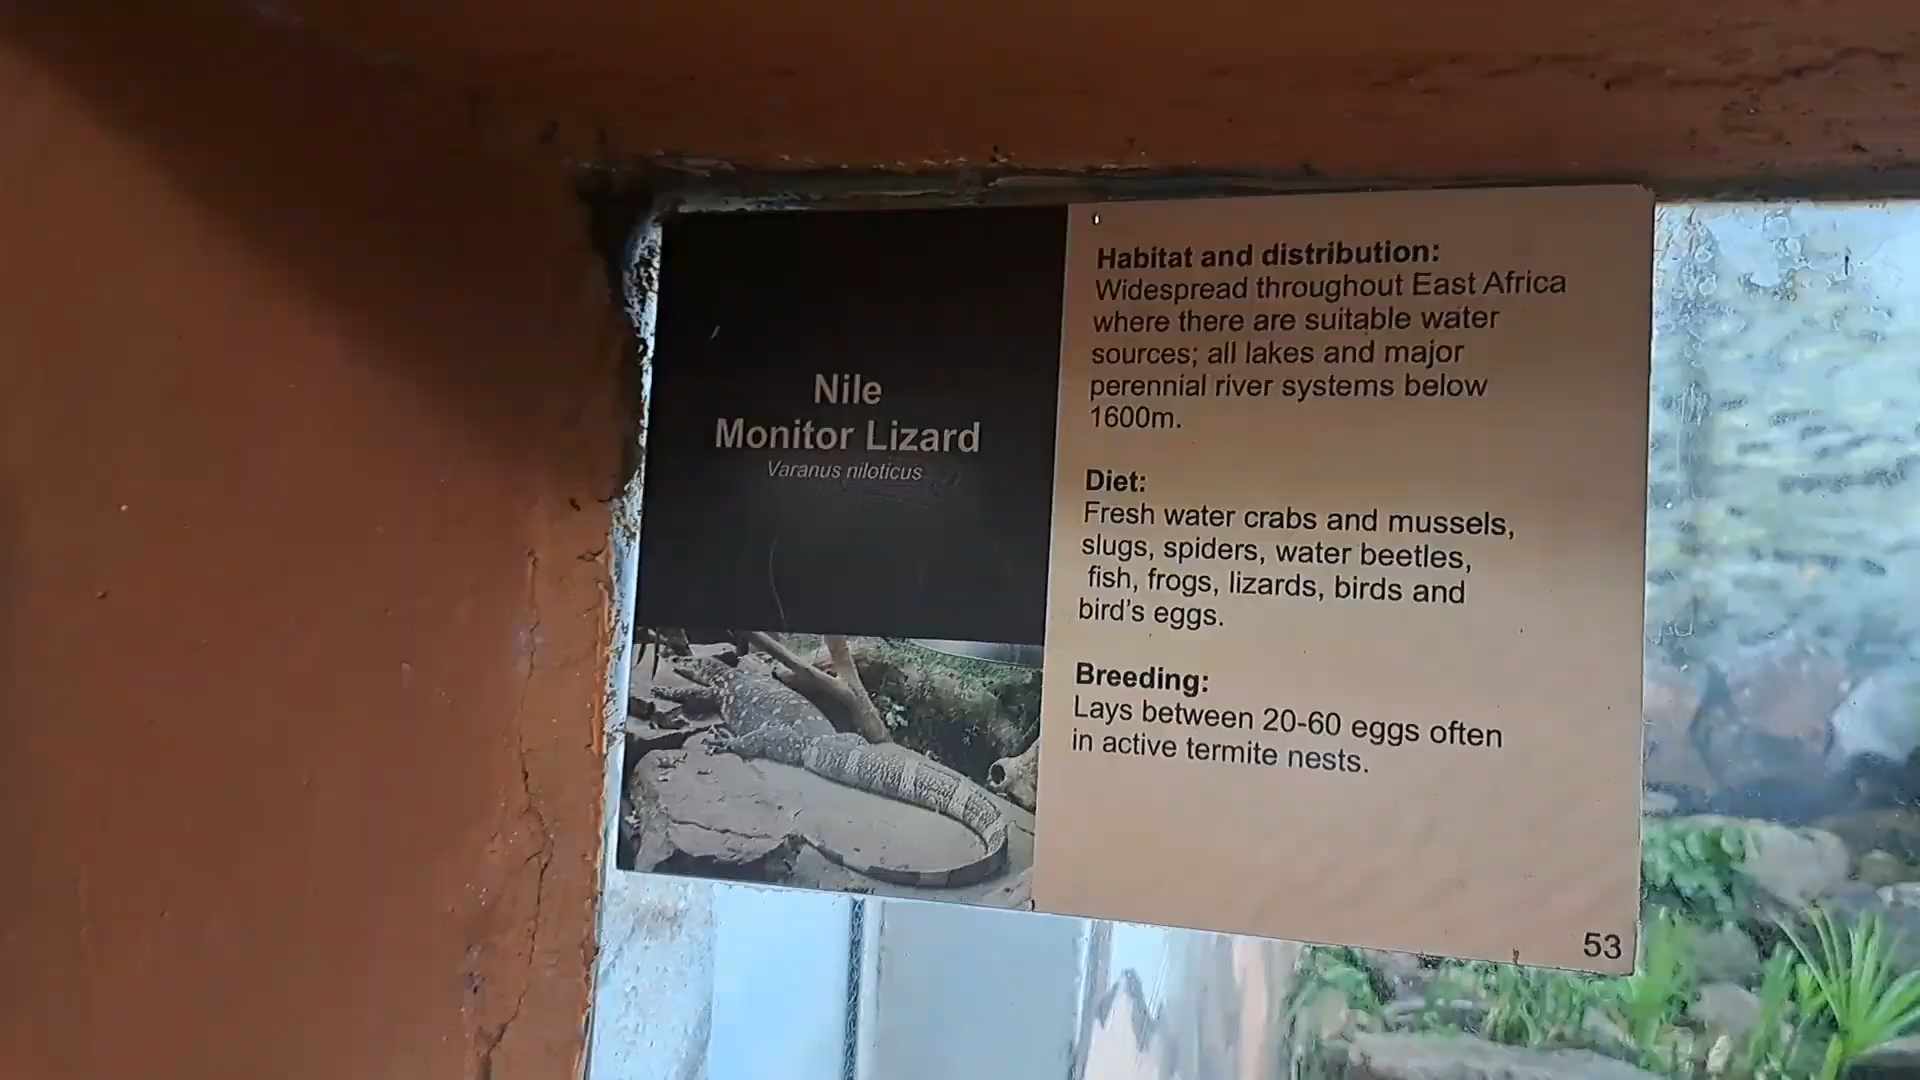 Nile
Monitor Lizard
Varanus niloticus
Habitat and distribution:
Widespread throughout East Africa
where there are suitable water
sources; all lakes and major
perennial river systems below
1600m.
Diet:
Fresh water crabs and mussels,
slugs, spiders, water beetles,
fish, frogs, lizards, birds and
bird's eggs.
Breeding:
Lays between 20-60 eggs often
in active termite nests.
53